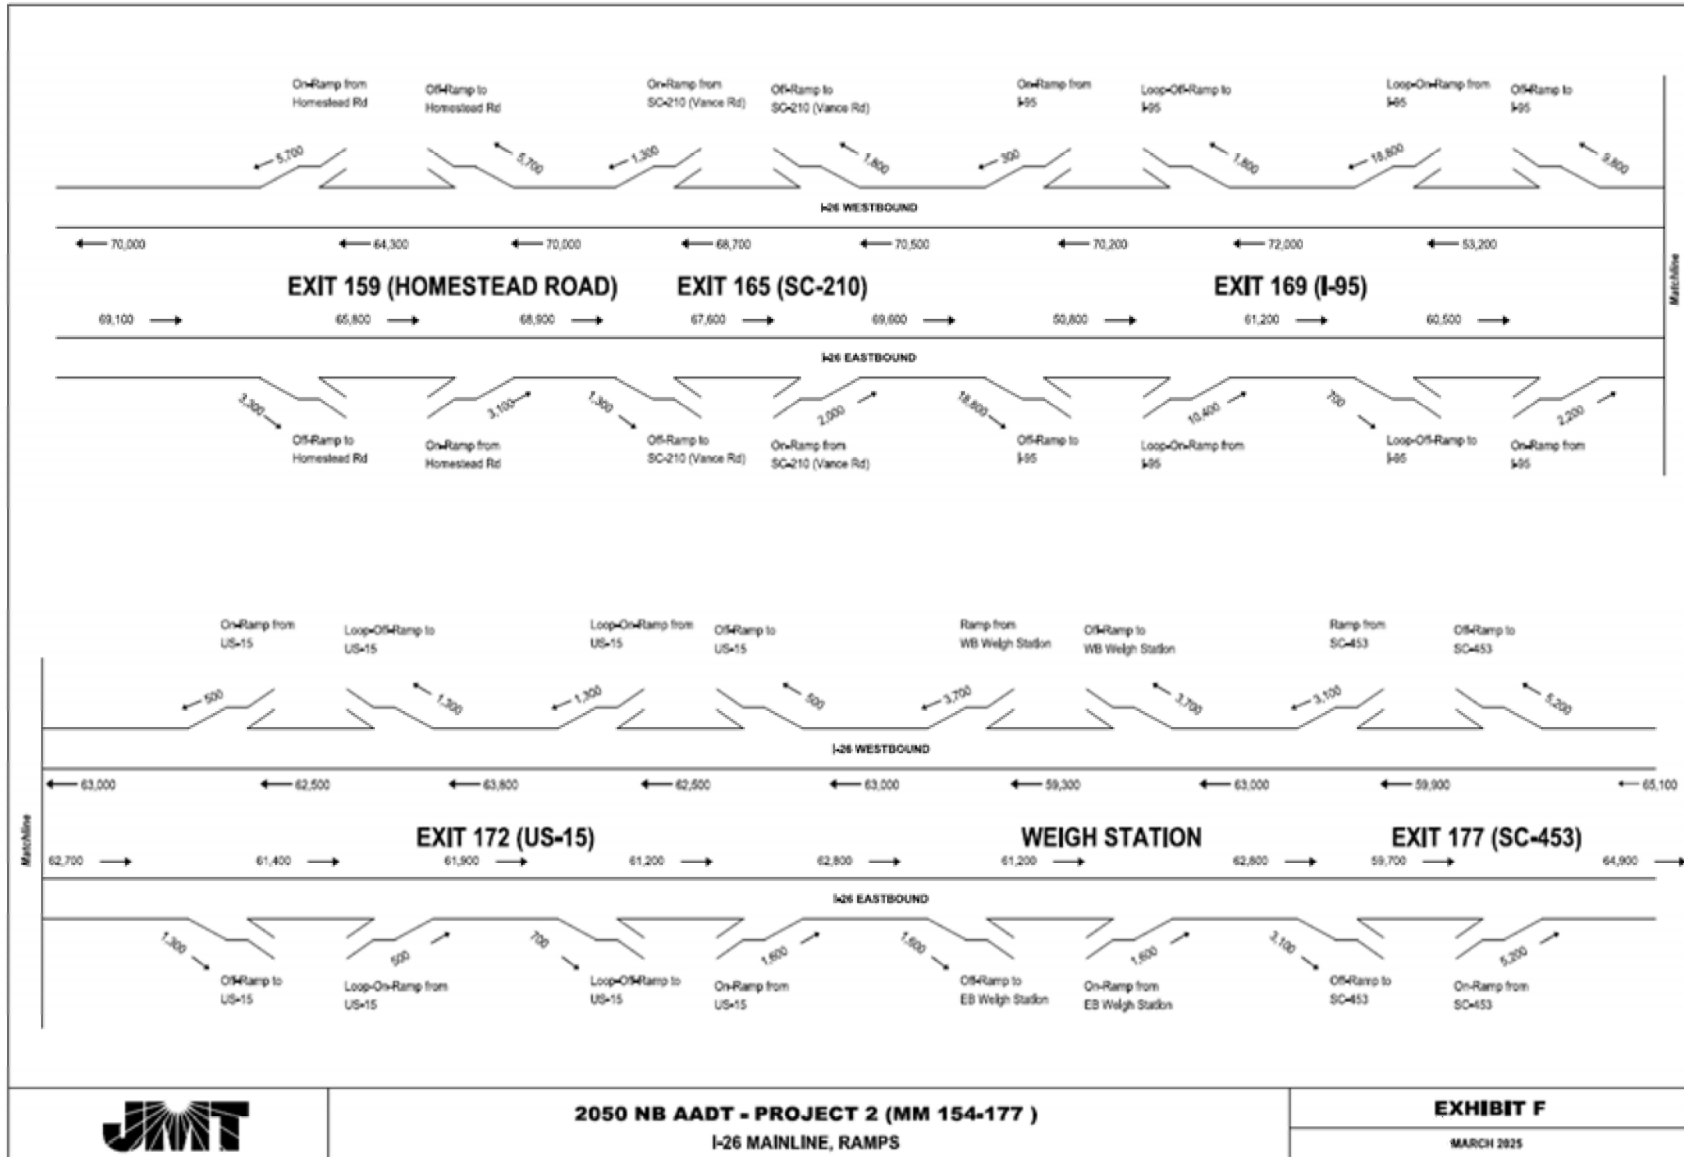 On-Ramp from
Homestead Rd
Off-Ramp to
Homestead Rd
On-Ramp from
SC-210 (Vance Rd)
Off-Ramp to
SC-210 (Vance Rd)
On-Ramp from
I-95
Loop-Off-Ramp to
I-95
Loop-On-Ramp from
I-95
Off-Ramp to
I-95
5,700
5,700
1,300
1,800
300
1,800
18,800
9,800
I-26 WESTBOUND
70,000
64,300
70,000
68,700
70,500
70,200
72,000
53,200
EXIT 159 (HOMESTEAD ROAD)
EXIT 165 (SC-210)
EXIT 169 (I-95)
Matchline
69,100
65,800
68,900
67,600
69,600
50,800
61,200
60,500
I-26 EASTBOUND
3,300
3,100
1,300
2,000
18,800
10,400
700
2,200
Off-Ramp to
Homestead Rd
On-Ramp from
Homestead Rd
Off-Ramp to
SC-210 (Vance Rd)
On-Ramp from
SC-210 (Vance Rd)
Off-Ramp to
I-95
Loop-On-Ramp from
I-95
Loop-Off-Ramp to
I-95
On-Ramp from
I-95
On-Ramp from
US-15
Loop-Off-Ramp to
US-15
Loop-On-Ramp from
US-15
Off-Ramp to
US-15
Ramp from
WB Weigh Station
Off-Ramp to
WB Weigh Station
Ramp from
SC-453
Off-Ramp to
SC-453
500
1,300
1,300
500
3,700
3,700
3,100
5,200
I-26 WESTBOUND
63,000
62,500
63,800
62,500
63,000
59,300
63,000
59,900
65,100
Matchline
EXIT 172 (US-15)
WEIGH STATION
EXIT 177 (SC-453)
62,700
61,400
61,900
61,200
62,800
61,200
62,800
59,700
64,900
I-26 EASTBOUND
1,300
500
700
1,600
1,600
1,600
3,100
5,200
Off-Ramp to
US-15
Loop-On-Ramp from
US-15
Loop-Off-Ramp to
US-15
On-Ramp from
US-15
Off-Ramp to
EB Weigh Station
On-Ramp from
EB Weigh Station
Off-Ramp to
SC-453
On-Ramp from
SC-453
JMT
2050 NB AADT - PROJECT 2 (MM 154-177 )
I-26 MAINLINE, RAMPS
EXHIBIT F
MARCH 2025